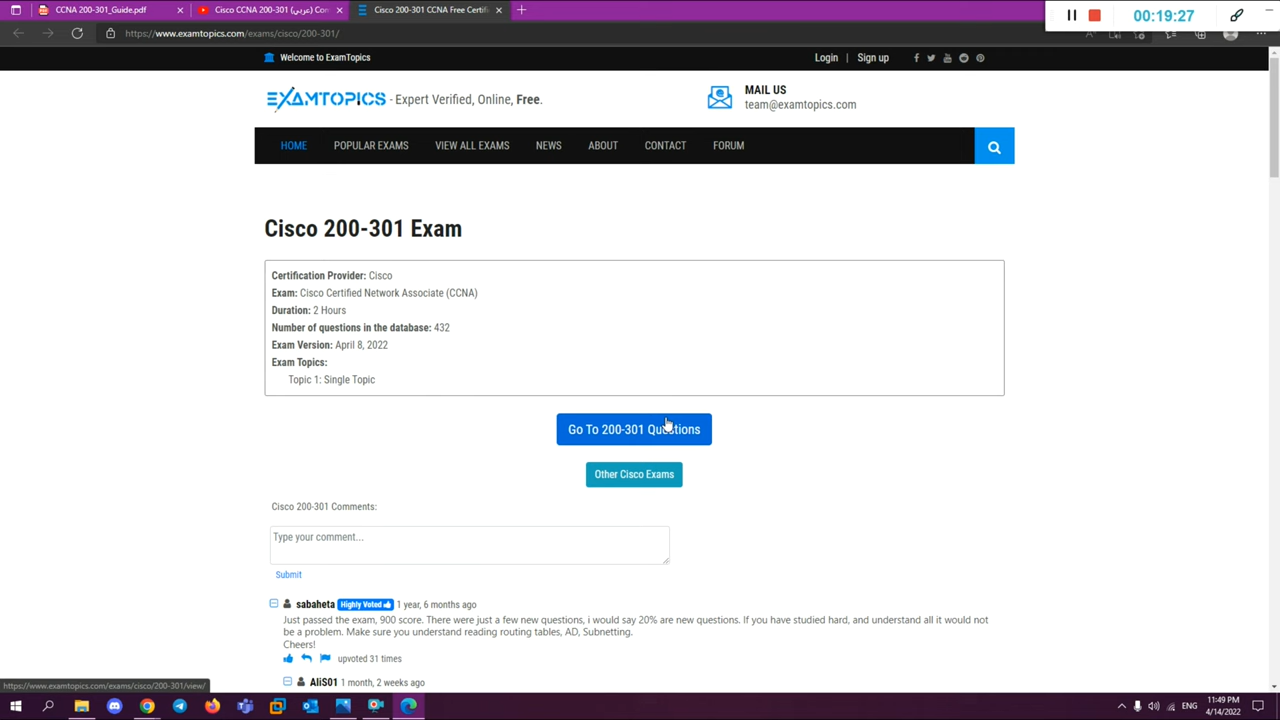 CCNA 200-301_Guide.pdf
Cisco CCNA 200-301 (عربي) (Con
Cisco 200-301 CCNA Free Certifi
00:19:27
https://www.examtopics.com/exams/cisco/200-301/
Welcome to ExamTopics
Login | Sign up
EXAMTOPICS - Expert Verified, Online, Free.
MAIL US
team@examtopics.com
HOME POPULAR EXAMS VIEW ALL EXAMS NEWS ABOUT CONTACT FORUM
Cisco 200-301 Exam
Certification Provider: Cisco
Exam: Cisco Certified Network Associate (CCNA)
Duration: 2 Hours
Number of questions in the database: 432
Exam Version: April 8, 2022
Exam Topics:
Topic 1: Single Topic
Go To 200-301 Questions
Other Cisco Exams
Cisco 200-301 Comments:
Type your comment...
Submit
sabaheta Highly Voted 1 year, 6 months ago
Just passed the exam, 900 score. There were just a few new questions, i would say 20% are new questions. If you have studied hard, and understand all it would not
be a problem. Make sure you understand reading routing tables, AD, Subnetting.
Cheers!
upvoted 31 times
AliS01 1 month, 2 weeks ago
https://www.examtopics.com/exams/cisco/200-301/view/
ENG
11:49 PM
4/14/2022